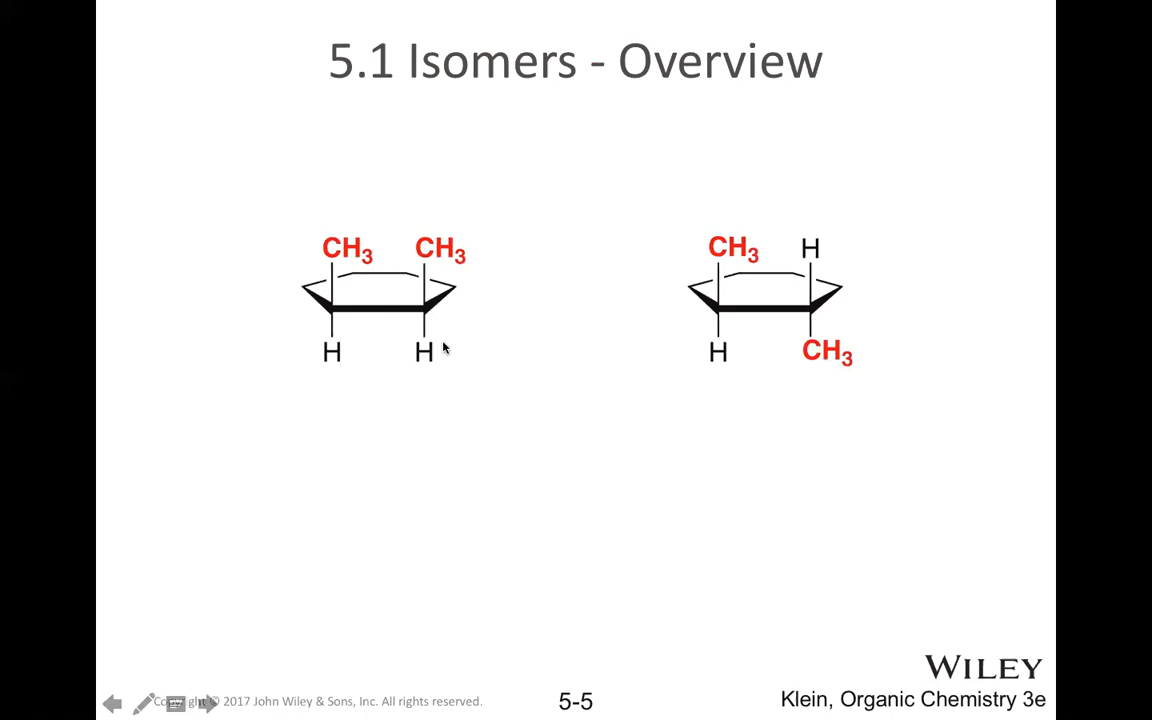 5.1 Isomers - Overview
CH₃ CH₃ CH₃ H
H H H CH₃
WILEY
Copyright © 2017 John Wiley & Sons, Inc. All rights reserved. 5-5 Klein, Organic Chemistry 3e